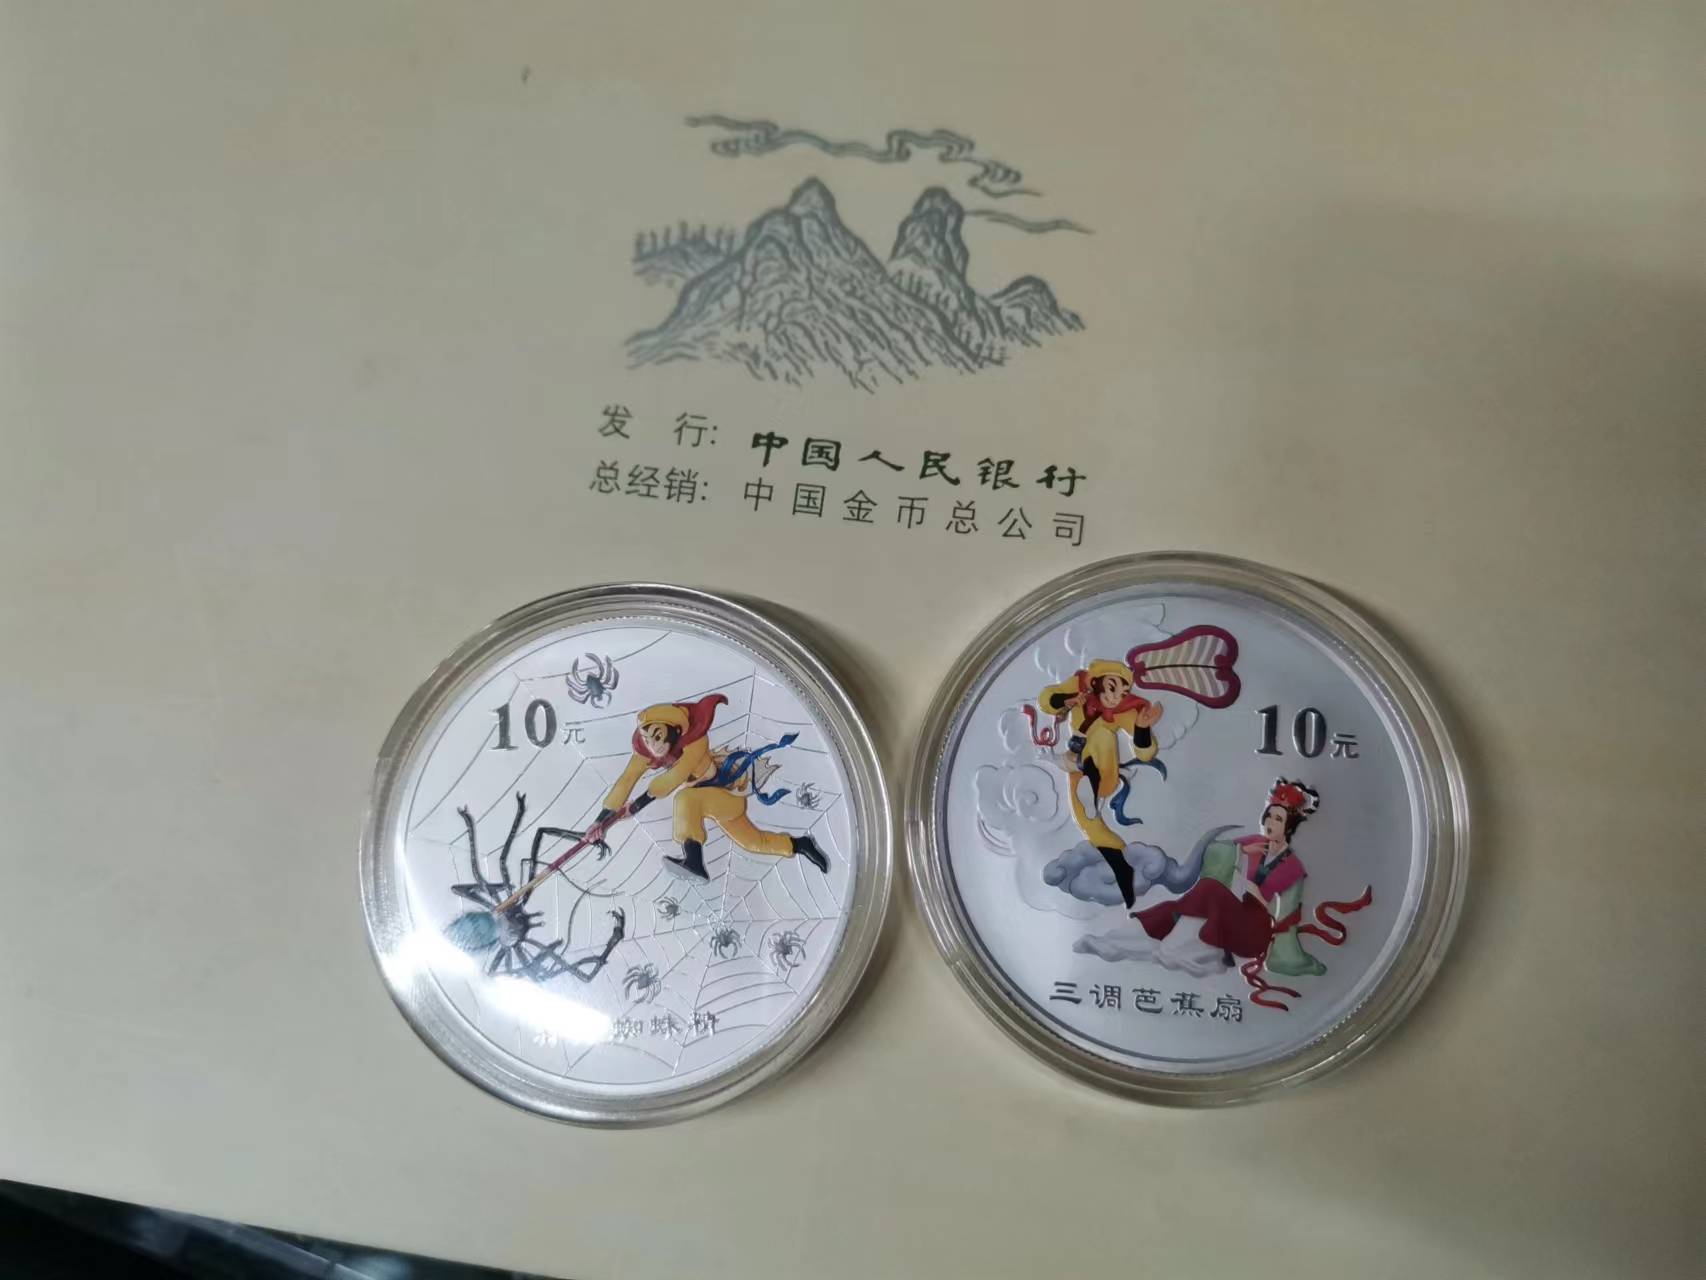 发 行: 中国人民银行
总经销: 中国金币总公司
10元
蜘蛛精
10元
三调芭蕉扇